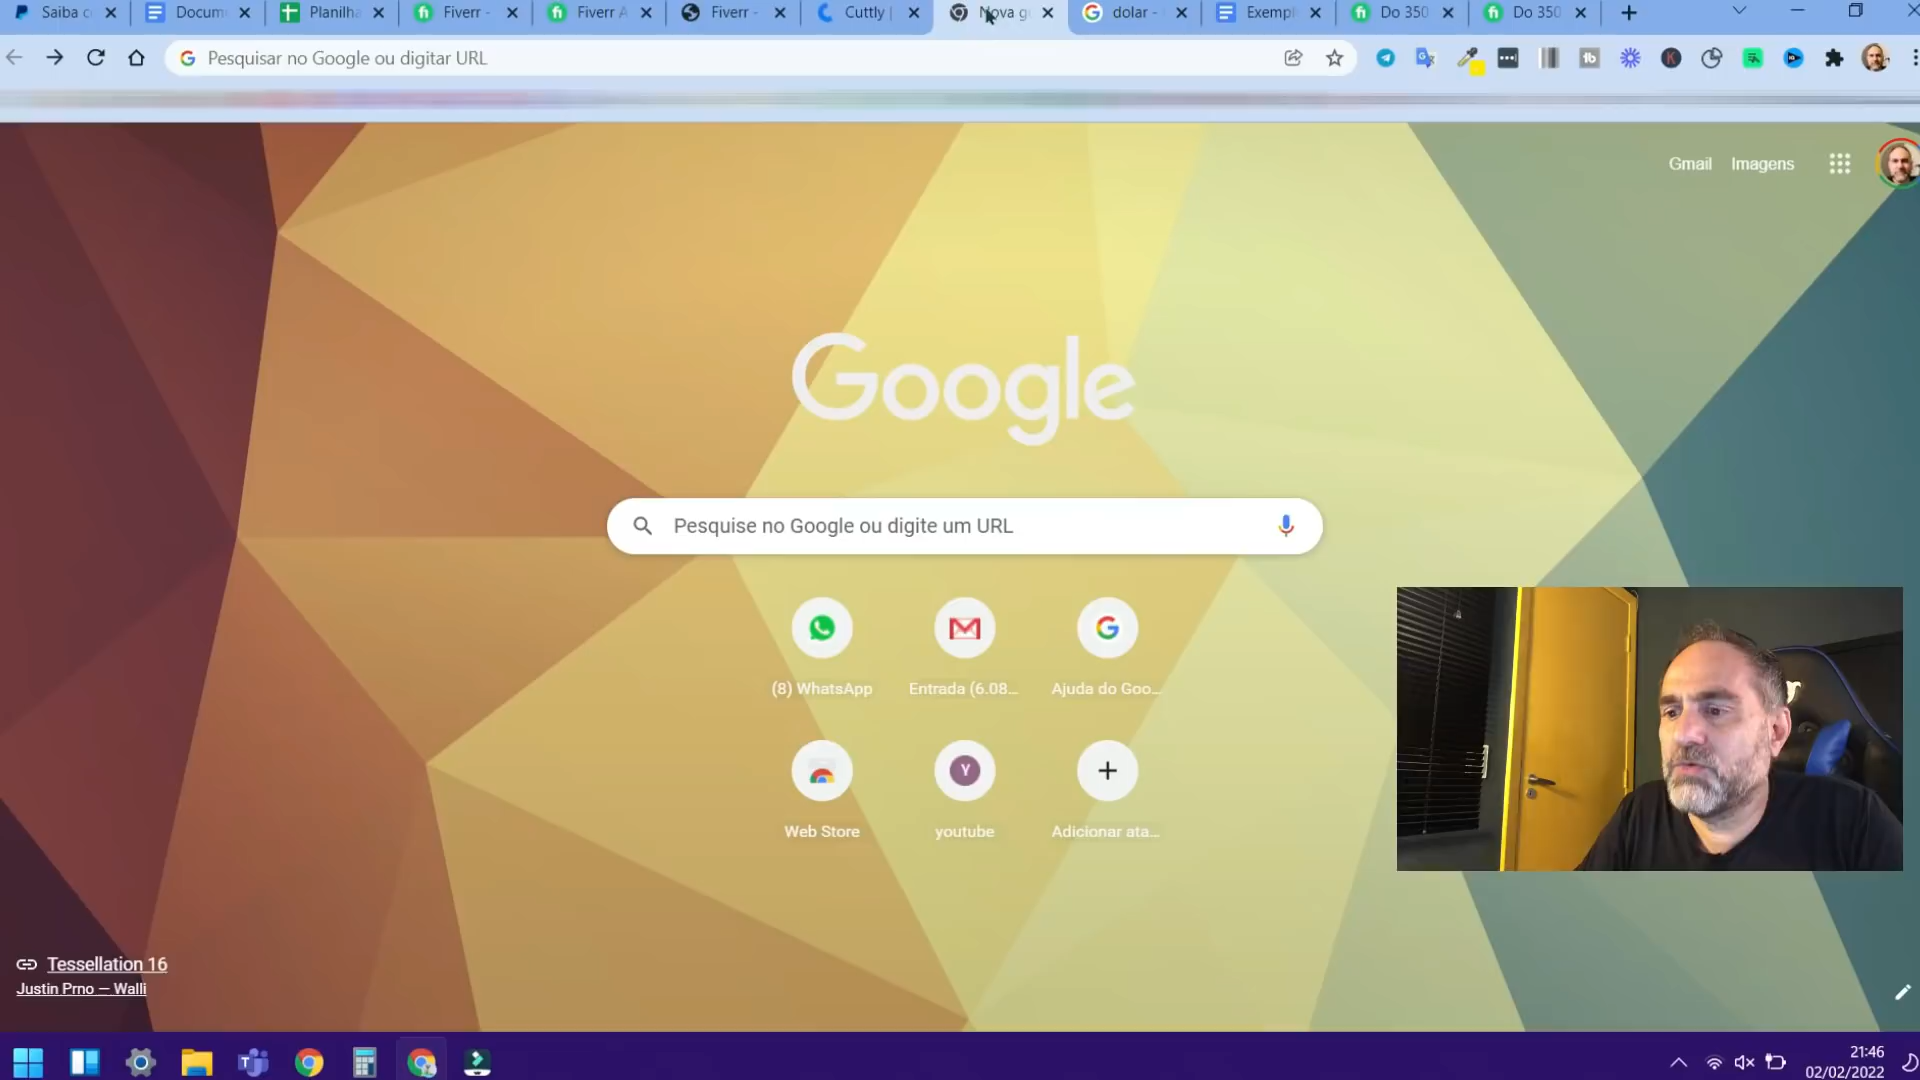 Saiba c
Docum
Planilha
Fiverr -
Fiverr A
Fiverr -
Cuttly |
Nova g
dolar -
Exempl
Do 350
Do 350
Pesquisar no Google ou digitar URL
Gmail
Imagens
Google
Pesquise no Google ou digite um URL
(8) WhatsApp
Entrada (6.08...
Ajuda do Goo...
Web Store
Y
youtube
Adicionar ata...
Tessellation 16
Justin Prno — Walli
21:46
02/02/2022